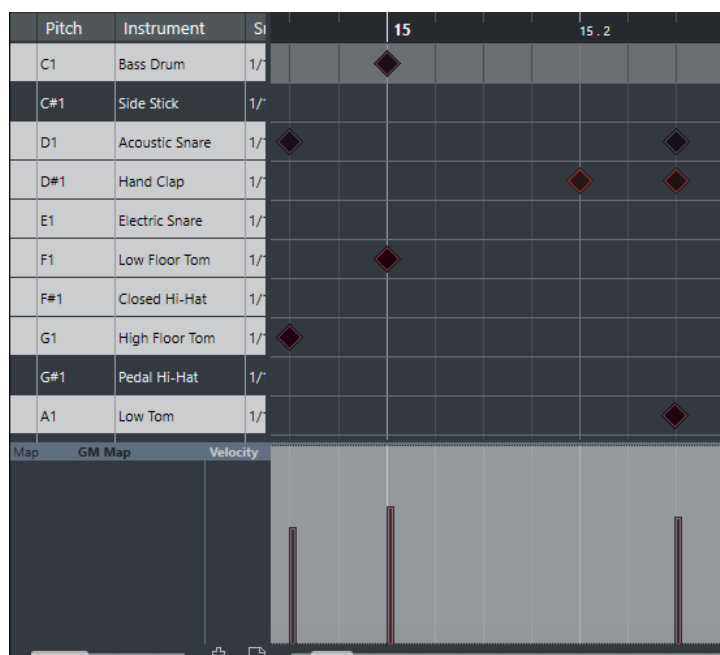 Pitch Instrument 15 15.2
C1 Bass Drum
C#1 Side Stick 1/
D1 Acoustic Snare
D#1 Hand Clap
E1 Electric Snare
F1 Low Floor Tom
F#1 Closed Hi-Hat
G1 High Floor Tom
G#1 Pedal Hi-Hat 1/
A1 Low Tom
Map GM Map Velocity